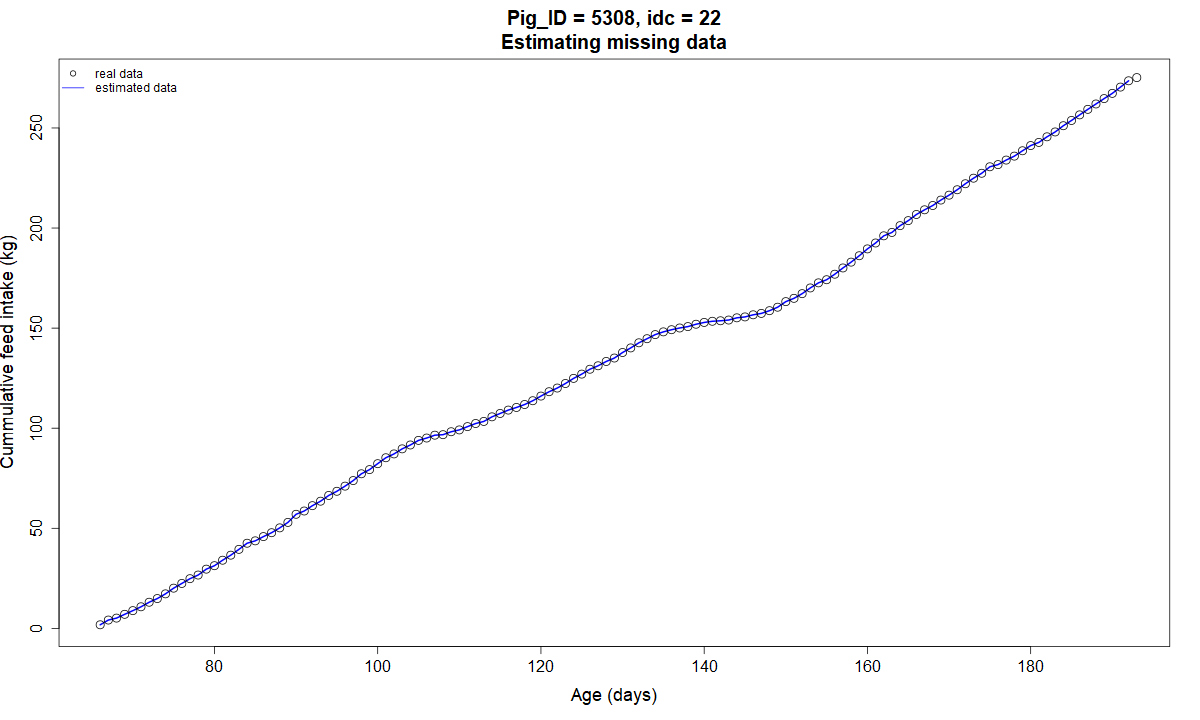 Pig_ID = 5308, idc = 22
Estimating missing data
real data
estimated data
Cummulative feed intake (kg)
0
50
100
150
200
250
80
100
120
140
160
180
Age (days)